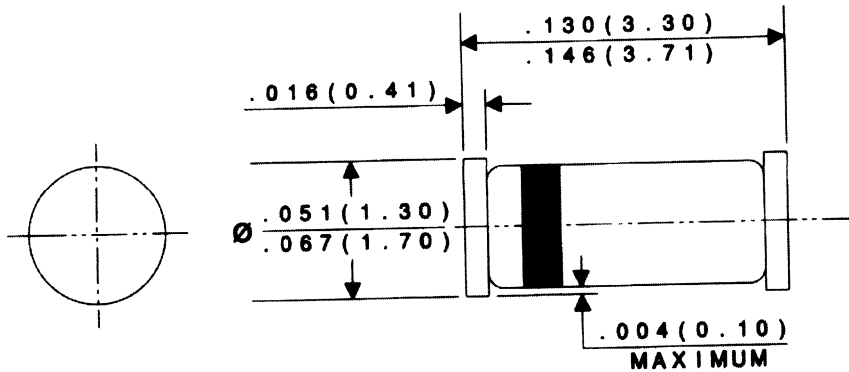 .130(3.30)
.146(3.71)
.016(0.41)
Ø .051(1.30)
.067(1.70)
.004(0.10)
MAXIMUM